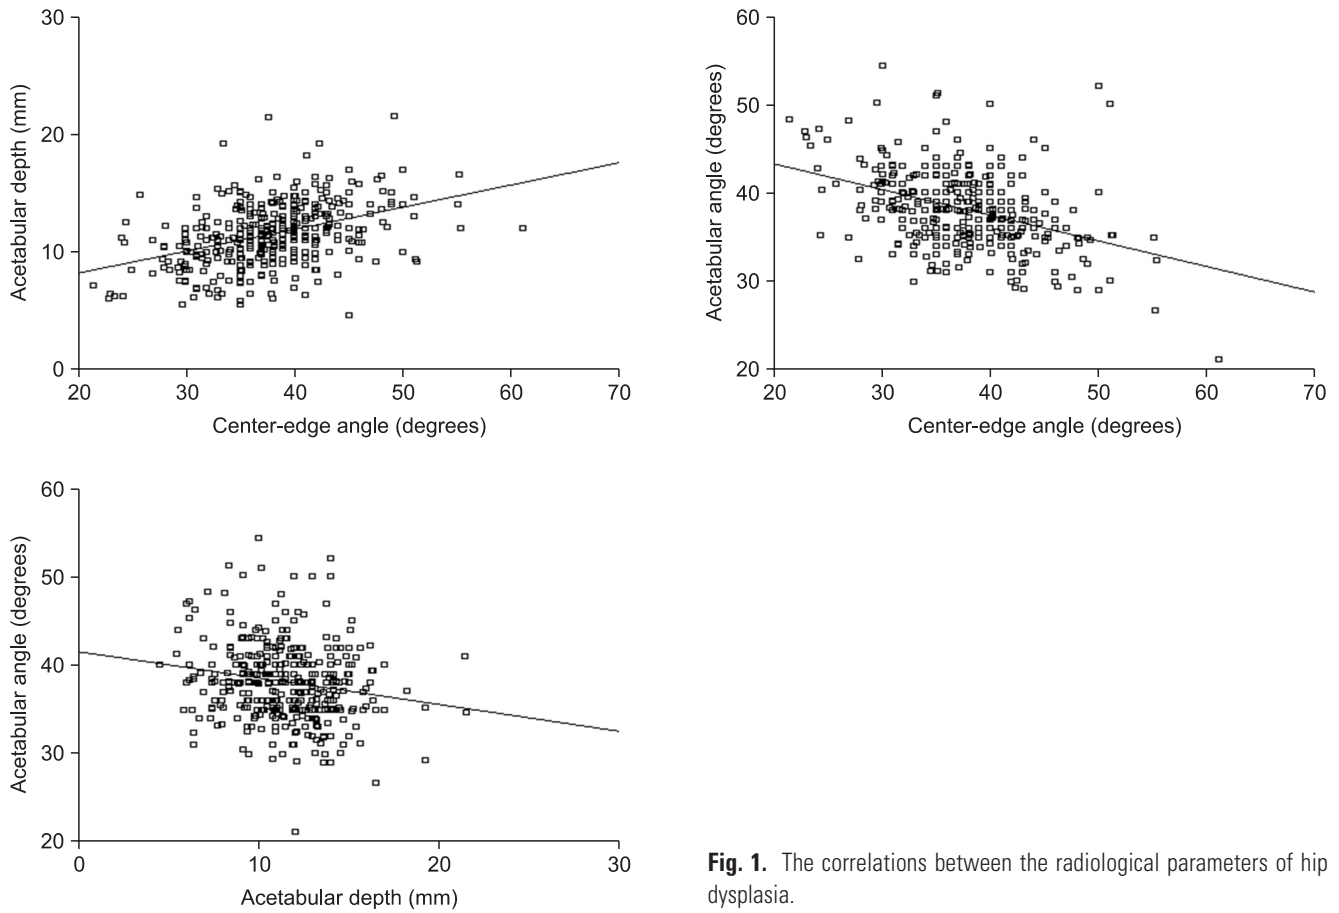 30
20
10
0
Acetabular depth (mm)
20 30 40 50 60 70
Center-edge angle (degrees)
60
50
40
30
20
Acetabular angle (degrees)
20 30 40 50 60 70
Center-edge angle (degrees)
60
50
40
30
20
Acetabular angle (degrees)
0 10 20 30
Acetabular depth (mm)
Fig. 1. The correlations between the radiological parameters of hip
dysplasia.